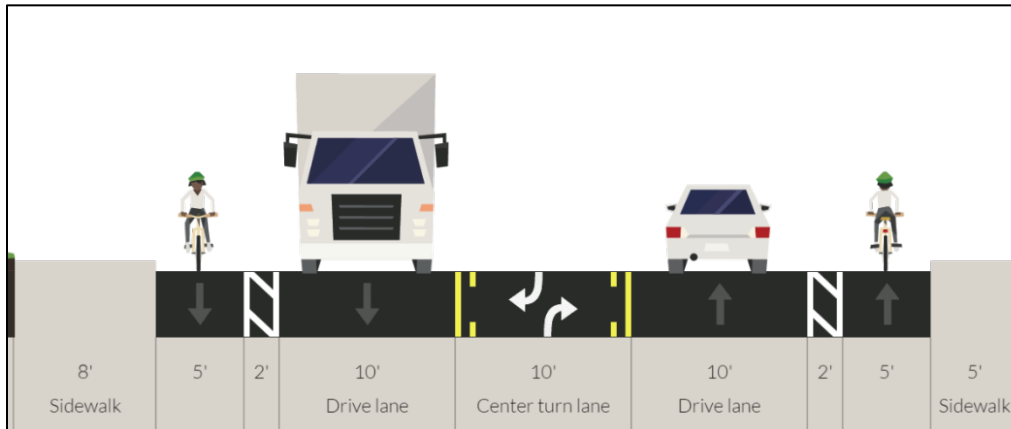 8' 5' 2' 10' 10' 10' 2' 5' 5'
Sidewalk Drive lane Center turn lane Drive lane Sidewalk